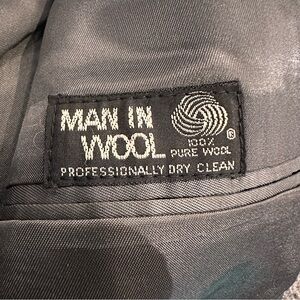 MAN IN
WOOL
®
100%
PURE WOOL
PROFESSIONALLY DRY CLEAN